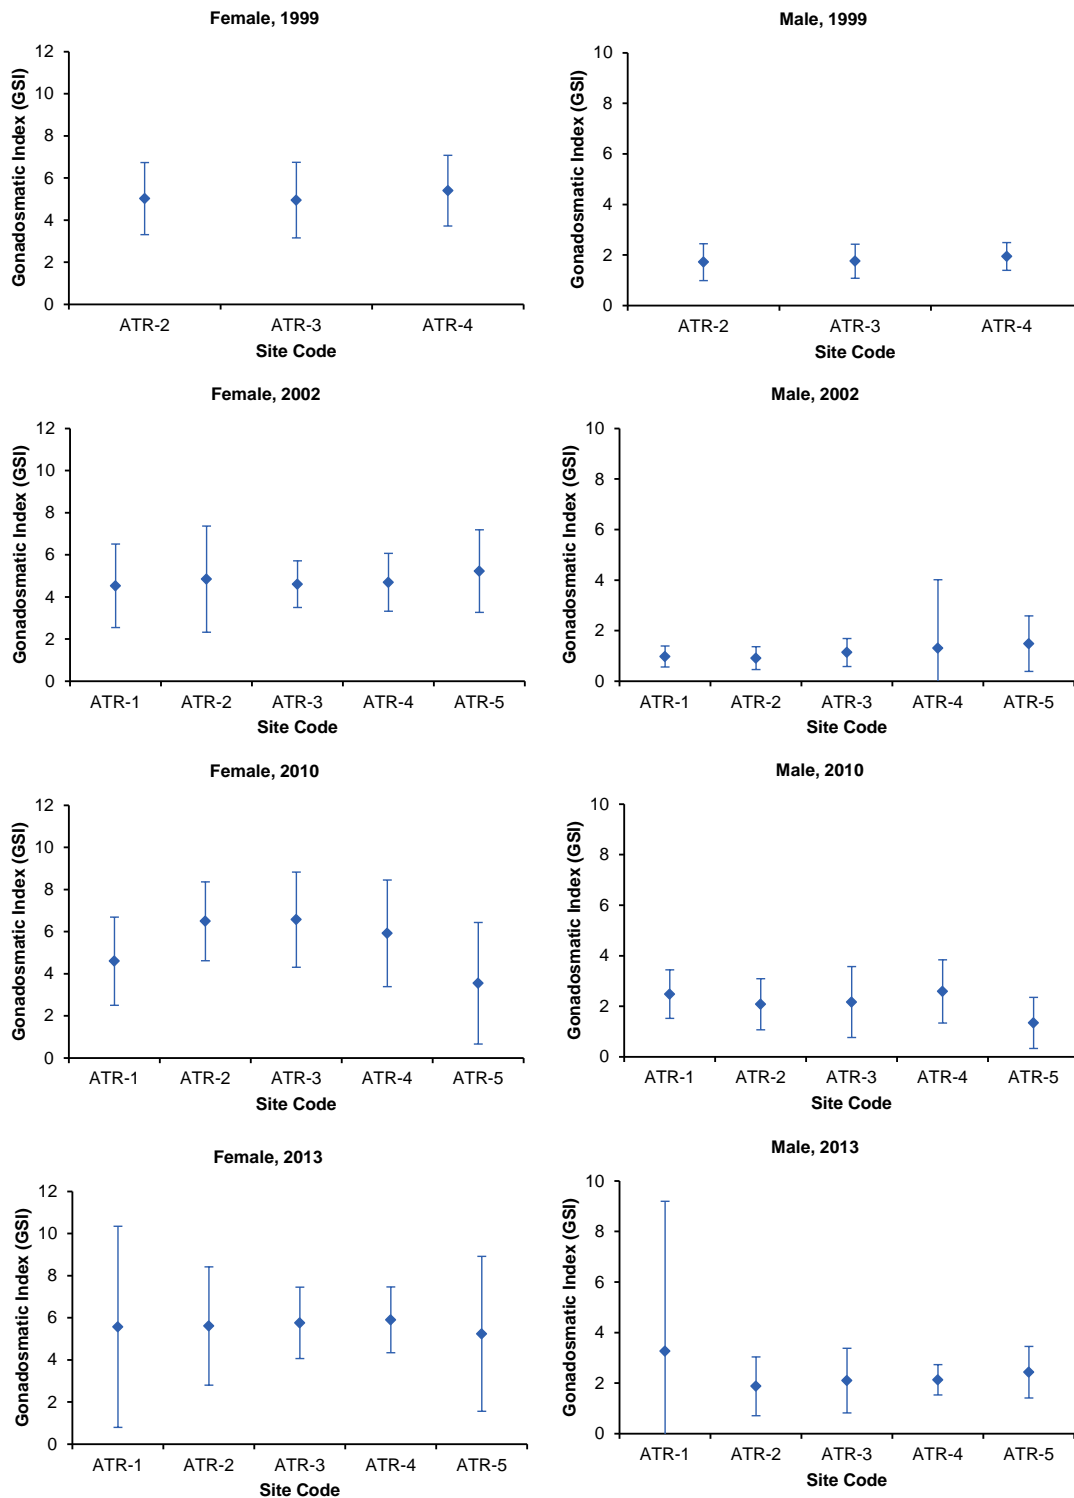 Female, 1999
Gonadosmatic Index (GSI)
12
10
8
6
4
2
0
ATR-2 ATR-3 ATR-4
Site Code
Male, 1999
Gonadosmatic Index (GSI)
10
8
6
4
2
0
ATR-2 ATR-3 ATR-4
Site Code
Female, 2002
Gonadosmatic Index (GSI)
12
10
8
6
4
2
0
ATR-1 ATR-2 ATR-3 ATR-4 ATR-5
Site Code
Male, 2002
Gonadosmatic Index (GSI)
10
8
6
4
2
0
ATR-1 ATR-2 ATR-3 ATR-4 ATR-5
Site Code
Female, 2010
Gonadosmatic Index (GSI)
12
10
8
6
4
2
0
ATR-1 ATR-2 ATR-3 ATR-4 ATR-5
Site Code
Male, 2010
Gonadosmatic Index (GSI)
10
8
6
4
2
0
ATR-1 ATR-2 ATR-3 ATR-4 ATR-5
Site Code
Female, 2013
Gonadosmatic Index (GSI)
12
10
8
6
4
2
0
ATR-1 ATR-2 ATR-3 ATR-4 ATR-5
Site Code
Male, 2013
Gonadosmatic Index (GSI)
10
8
6
4
2
0
ATR-1 ATR-2 ATR-3 ATR-4 ATR-5
Site Code